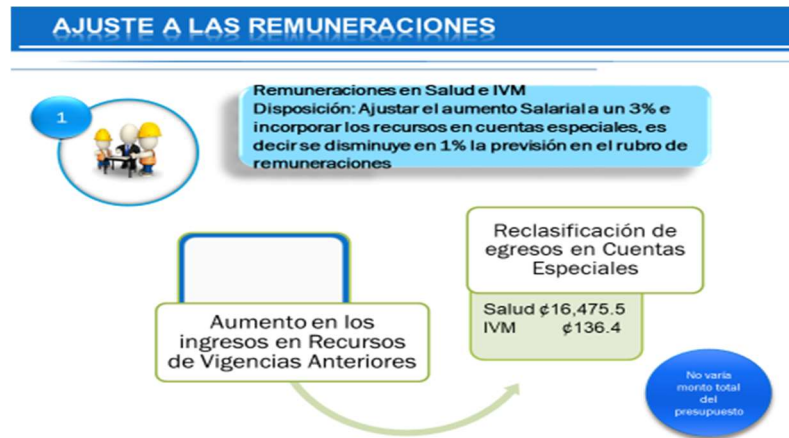 AJUSTE A LAS REMUNERACIONES
1
Remuneraciones en Salud e IVM
Disposición: Ajustar el aumento Salarial a un 3% e
incorporar los recursos en cuentas especiales, es
decir se disminuye en 1% la previsión en el rubro de
remuneraciones
Reclasificación de
egresos en Cuentas
Especiales
Salud ¢16,475.5
IVM ¢136.4
Aumento en los
ingresos en Recursos
de Vigencias Anteriores
No varía
monto total
del
presupuesto